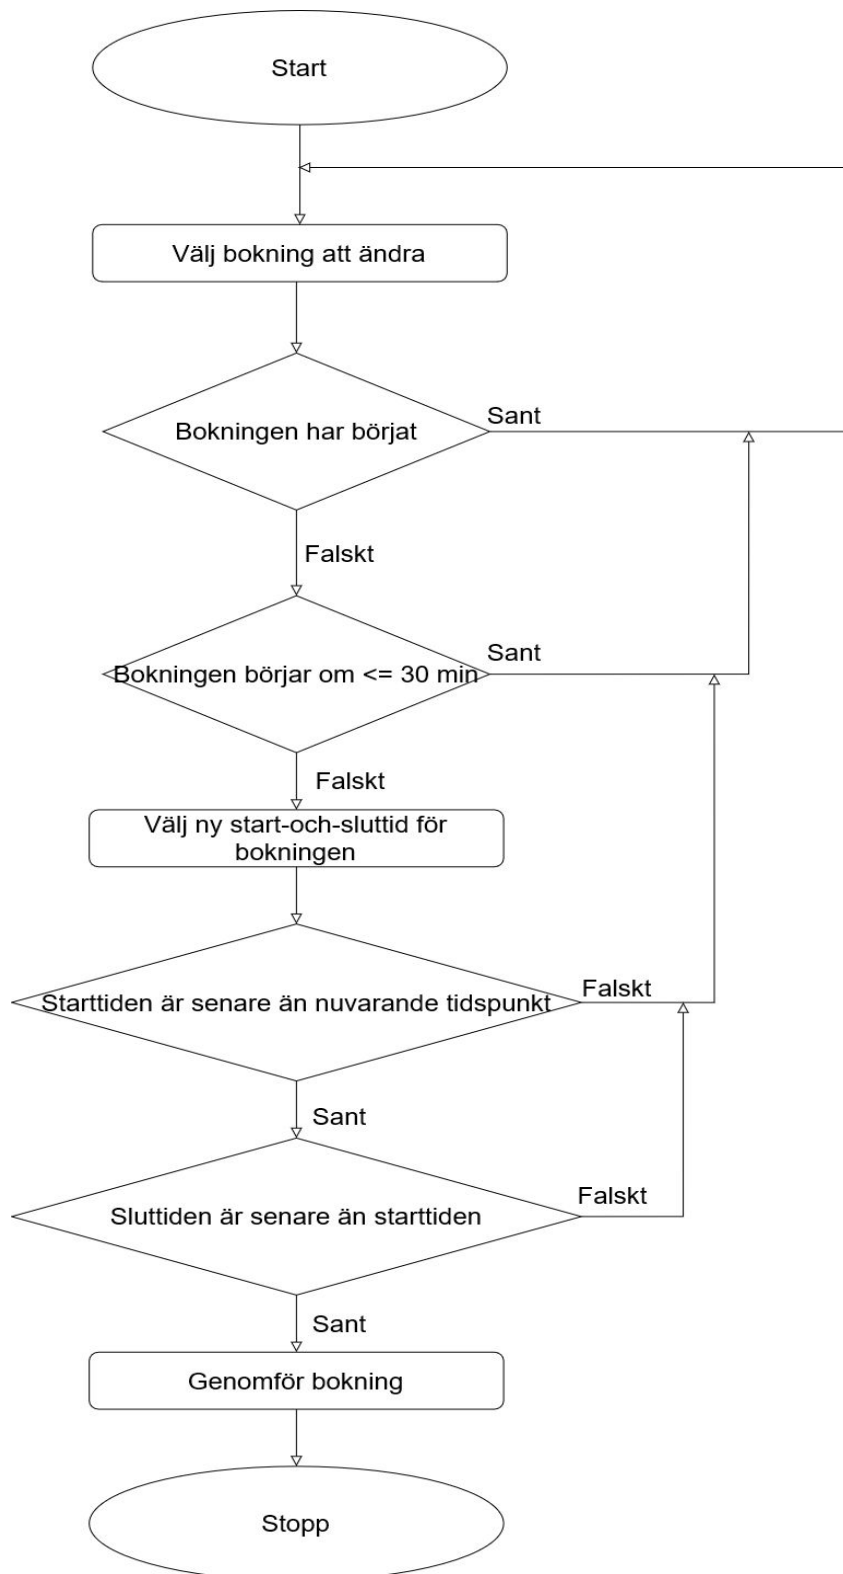 Start
Välj bokning att ändra
Bokningen har börjat
Sant
Falskt
Bokningen börjar om <= 30 min
Sant
Falskt
Välj ny start-och-sluttid för
bokningen
Starttiden är senare än nuvarande tidspunkt
Falskt
Sant
Sluttiden är senare än starttiden
Falskt
Sant
Genomför bokning
Stopp